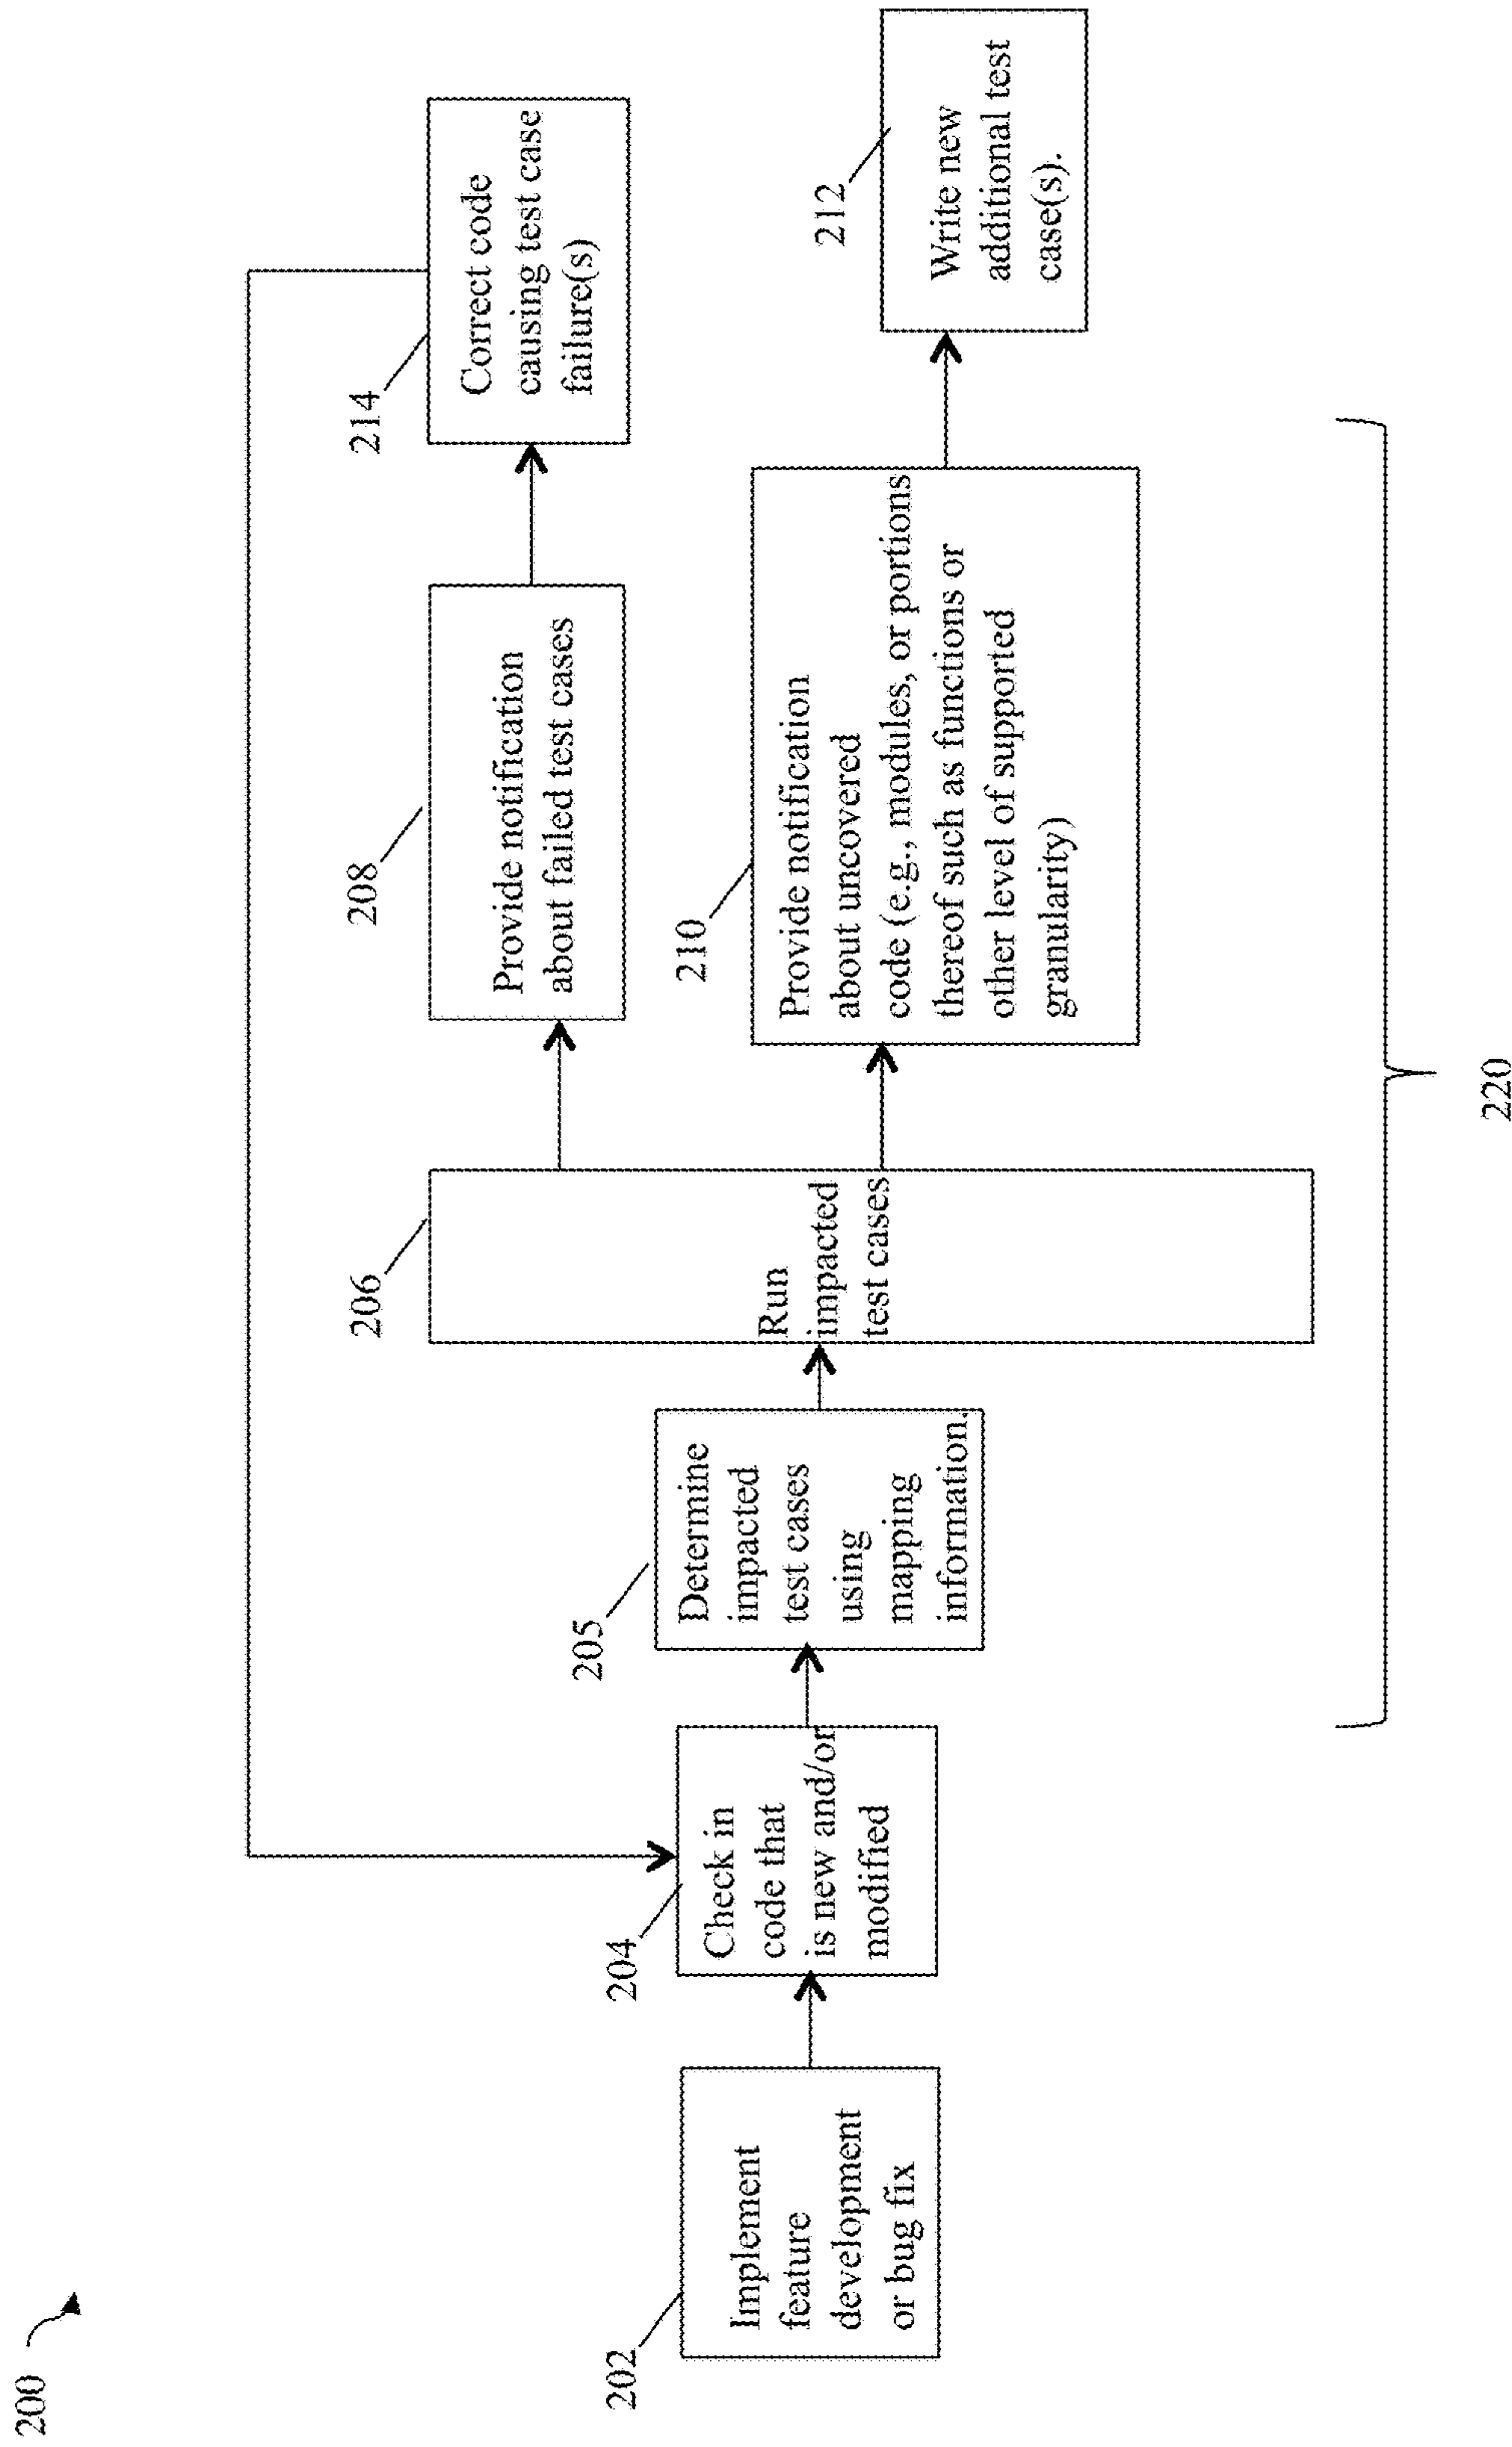 200
202
Implement
feature
development
or bug fix
204
Check in
code that
is new and/or
modified
205
Determine
impacted
test cases
using
mapping
information.
206
Run
impacted
test cases
208
Provide notification
about failed test cases
214
Correct code
causing test case
failure(s)
210
Provide notification
about uncovered
code (e.g., modules, or portions
thereof such as functions or
other level of supported
granularity)
212
Write new
additional test
case(s).
220